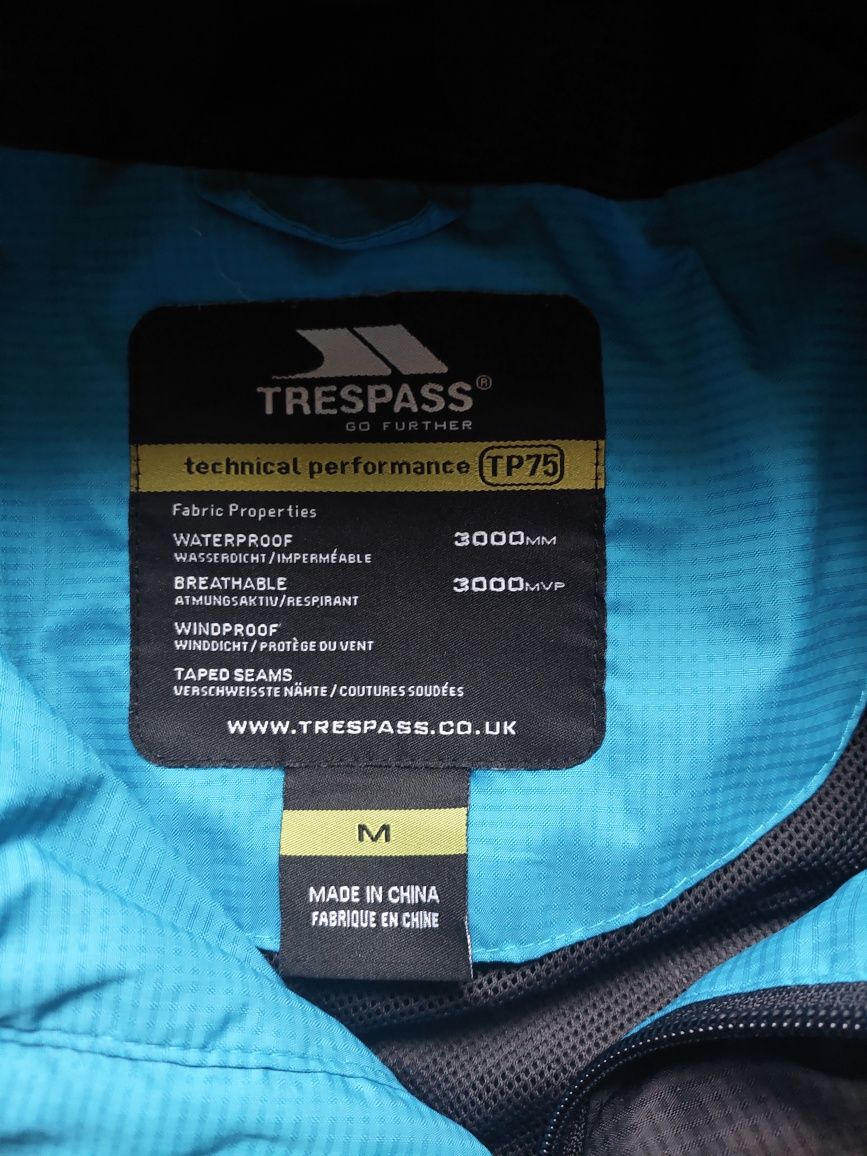 TRESPASS®
GO FURTHER
technical performance TP75
Fabric Properties
WATERPROOF 3000MM
WASSERDICHT/IMPERMÉABLE
BREATHABLE 3000MVP
ATMUNGSAKTIV/RESPIRANT
WINDPROOF
WINDDICHT/PROTÈGE DU VENT
TAPED SEAMS
VERSCHWEISSTE NÄHTE/COUTURES SOUDÉES
WWW.TRESPASS.CO.UK
M
MADE IN CHINA
FABRIQUE EN CHINE